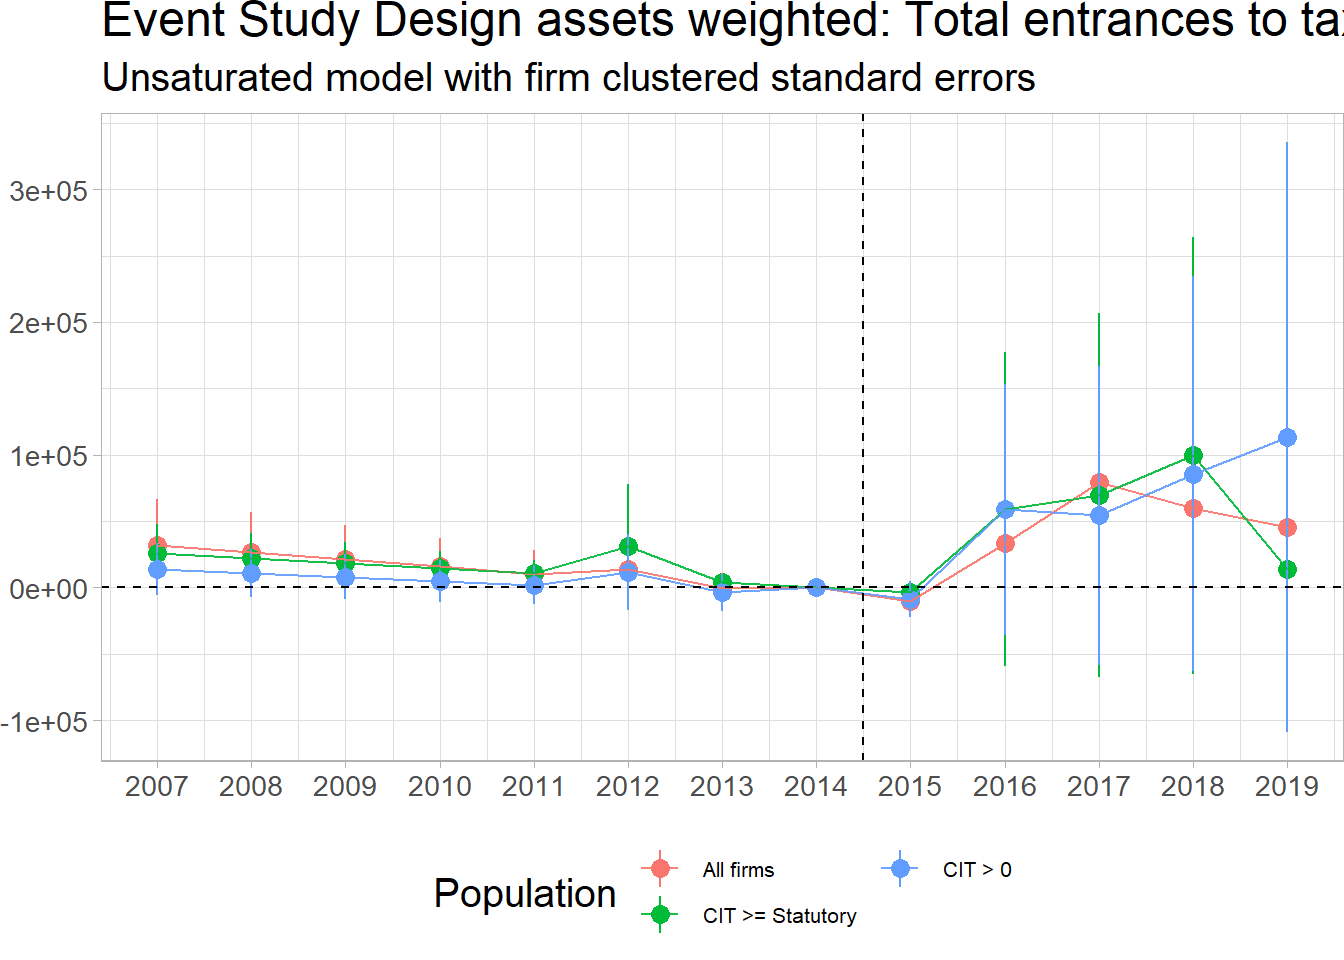 Event Study Design assets weighted: Total entrances to
Unsaturated model with firm clustered standard errors
3e+05
2e+05
1e+05
0e+00
-1e+05
2007 2008 2009 2010 2011 2012 2013 2014 2015 2016 2017 2018 2019
Population
All firms
CIT > 0
CIT >= Statutory